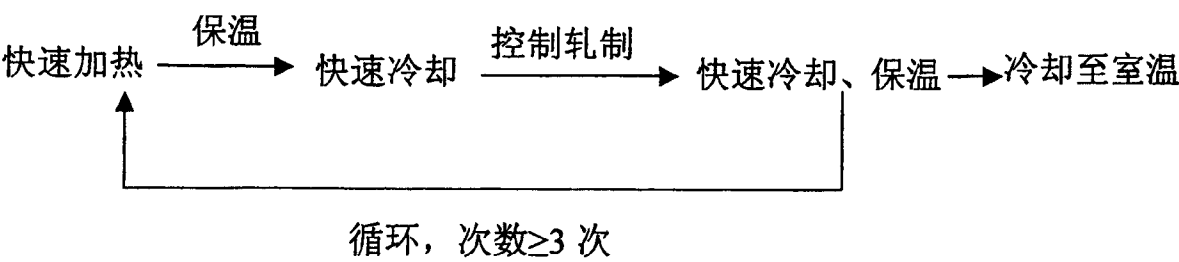 保温
控制轧制
快速加热
快速冷却
快速冷却、保温
冷却至室温
循环，次数≥3 次